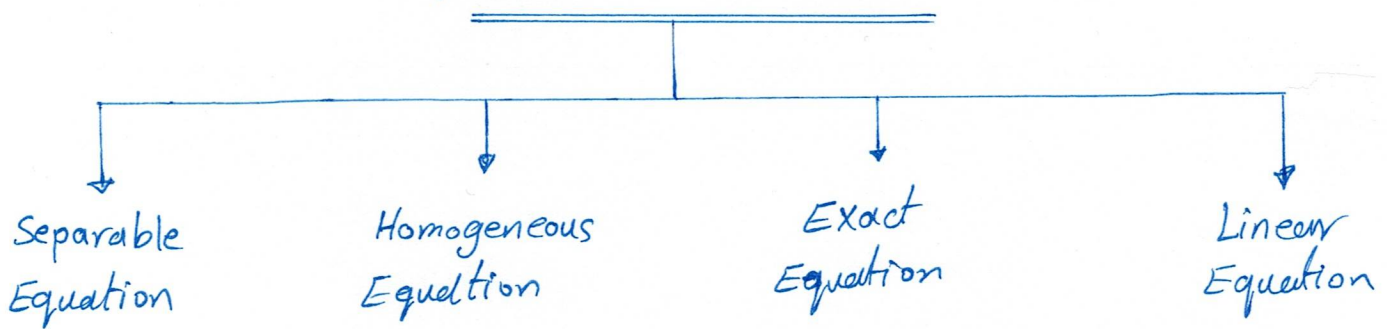 Separable
Equation
Homogeneous
Equation
Exact
Equation
Linear
Equation